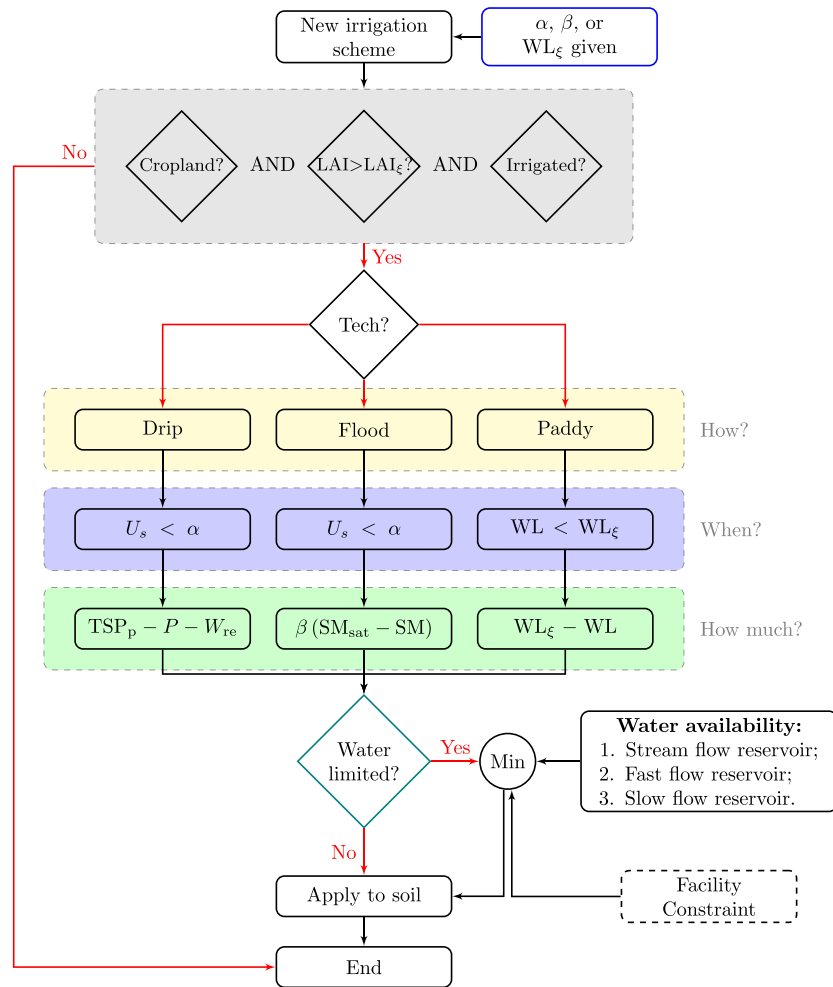 New irrigation
scheme
α, β, or
WL_ξ given
No
Cropland?
AND
LAI>LAI_ξ?
AND
Irrigated?
Yes
Tech?
Drip
Flood
Paddy
How?
U_s < α
U_s < α
WL < WL_ξ
When?
TSP_p − P − W_re
β (SM_sat − SM)
WL_ξ − WL
How much?
Water
limited?
Yes
Min
Water availability:
1. Stream flow reservoir;
2. Fast flow reservoir;
3. Slow flow reservoir.
No
Apply to soil
Facility
Constraint
End